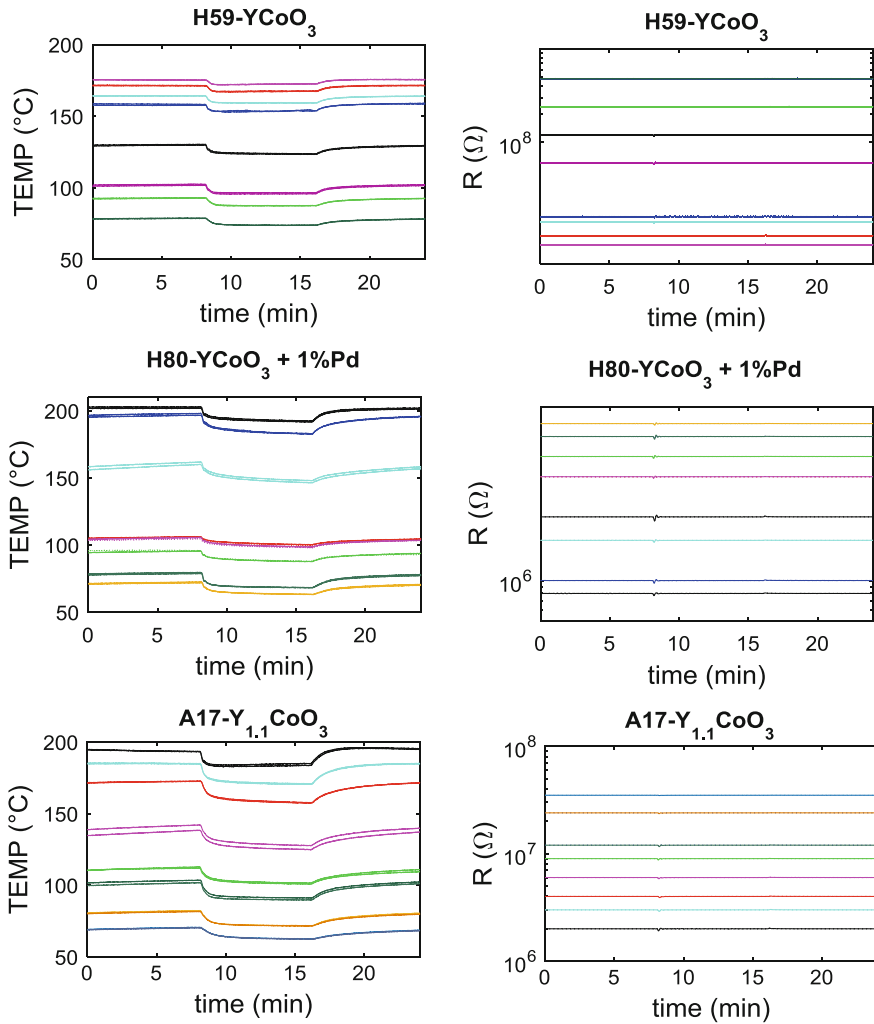 H59-YCoO3
TEMP (°C)
200
150
100
50
0 5 10 15 20
time (min)
H59-YCoO3
R (Ω)
10^8
0 5 10 15 20
time (min)
H80-YCoO3 + 1%Pd
TEMP (°C)
200
150
100
50
0 5 10 15 20
time (min)
H80-YCoO3 + 1%Pd
R (Ω)
10^6
0 5 10 15 20
time (min)
A17-Y1.1CoO3
TEMP (°C)
200
150
100
50
0 5 10 15 20
time (min)
A17-Y1.1CoO3
R (Ω)
10^8
10^7
10^6
0 5 10 15 20
time (min)